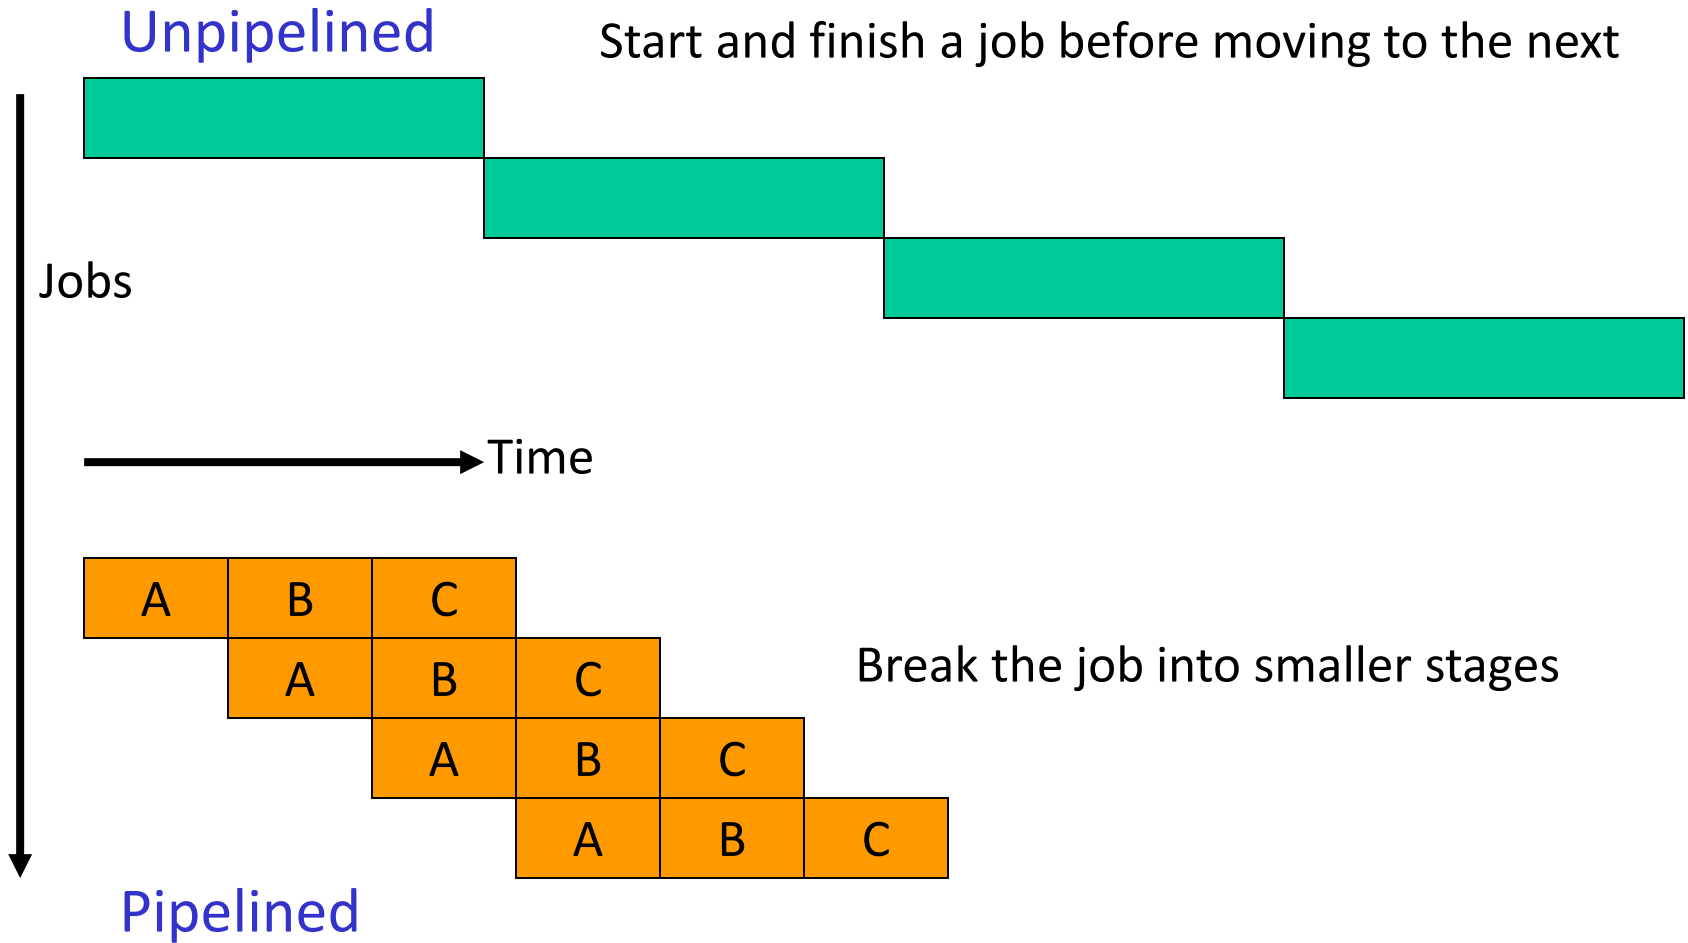 Unpipelined
Start and finish a job before moving to the next
Jobs
Time
A B C
A B C
Break the job into smaller stages
A B C
A B C
Pipelined